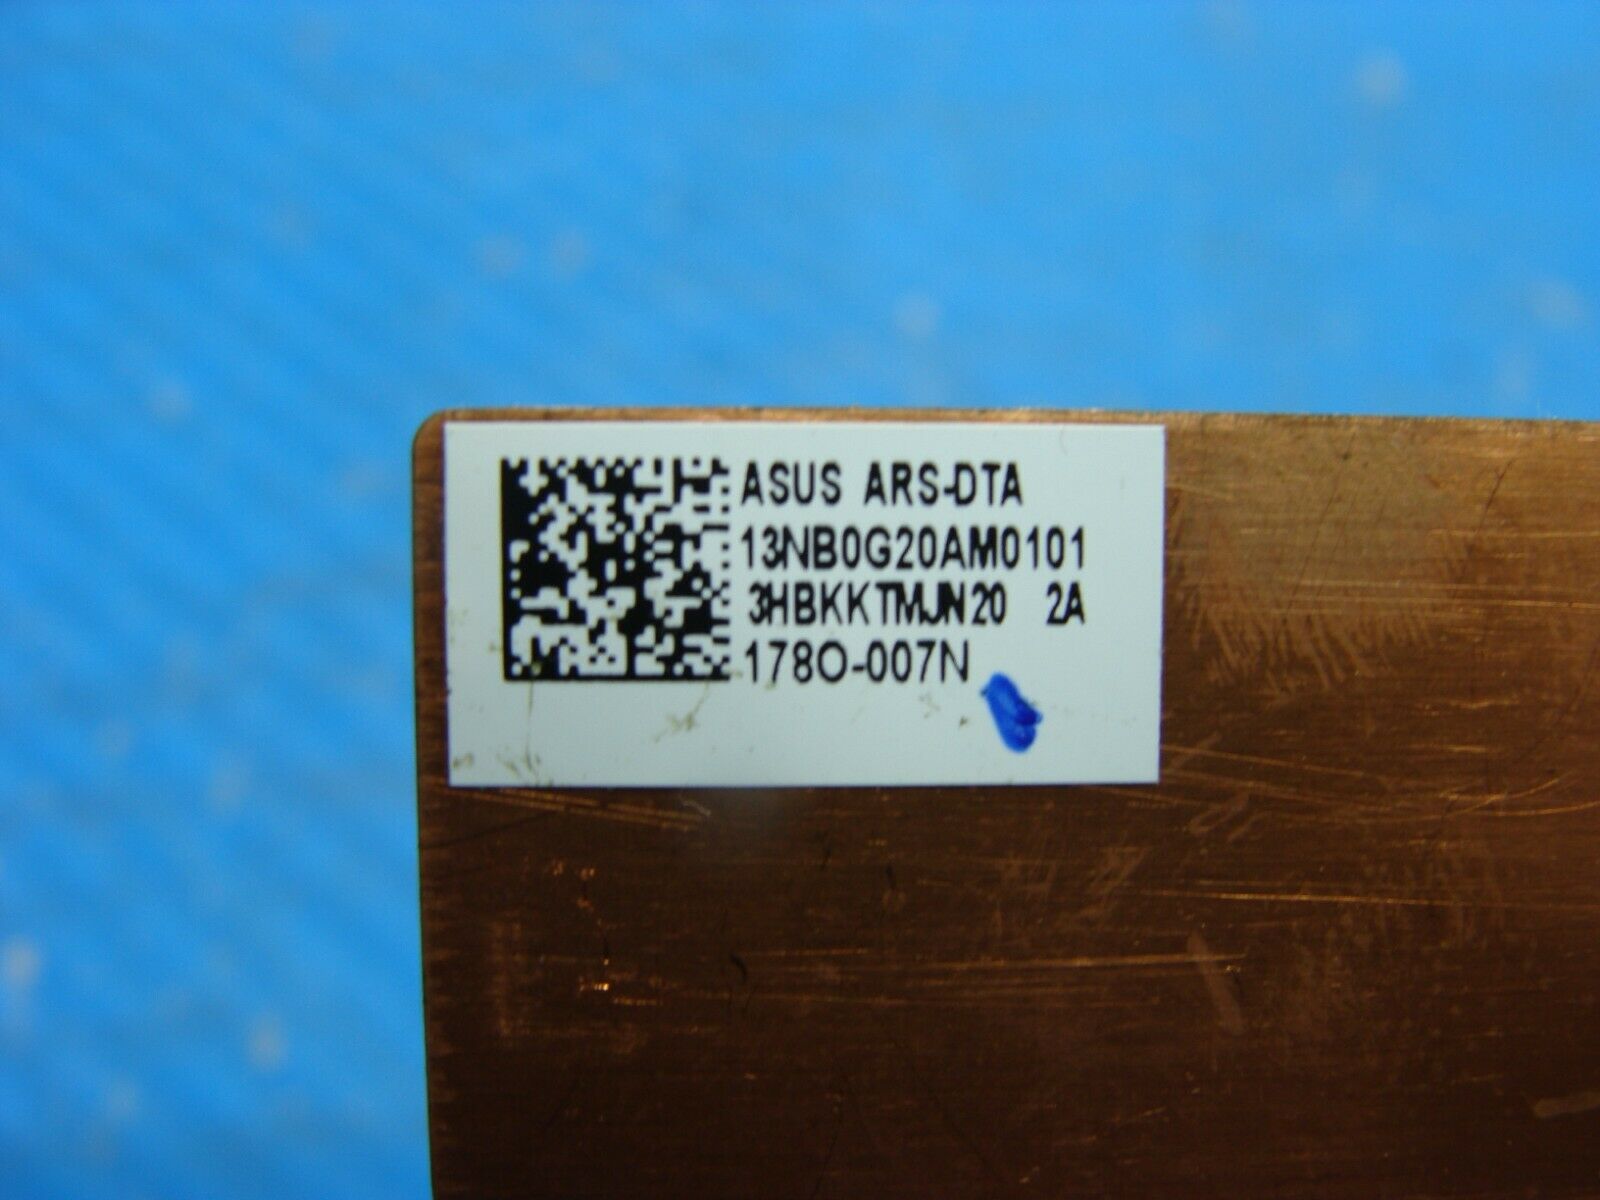 ASUS ARS-DTA
13NB0G20AM0101
3HBKKTMJN20 2A
178O-007N